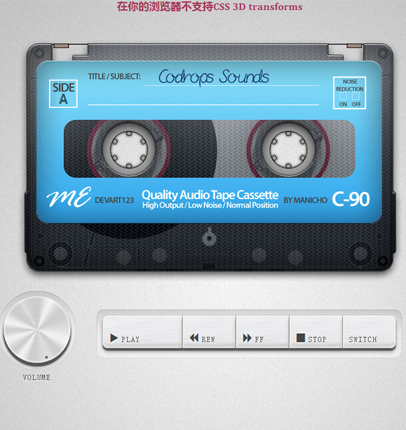 在你的浏览器不支持CSS 3D transforms
SIDE A
TITLE / SUBJECT: Codrops Sounds
NOISE REDUCTION
ON OFF
ME DEVART123 Quality Audio Tape Cassette BY MANICHO C-90
High Output / Low Noise / Normal Position
PLAY REW FF STOP SWITCH
VOLUME